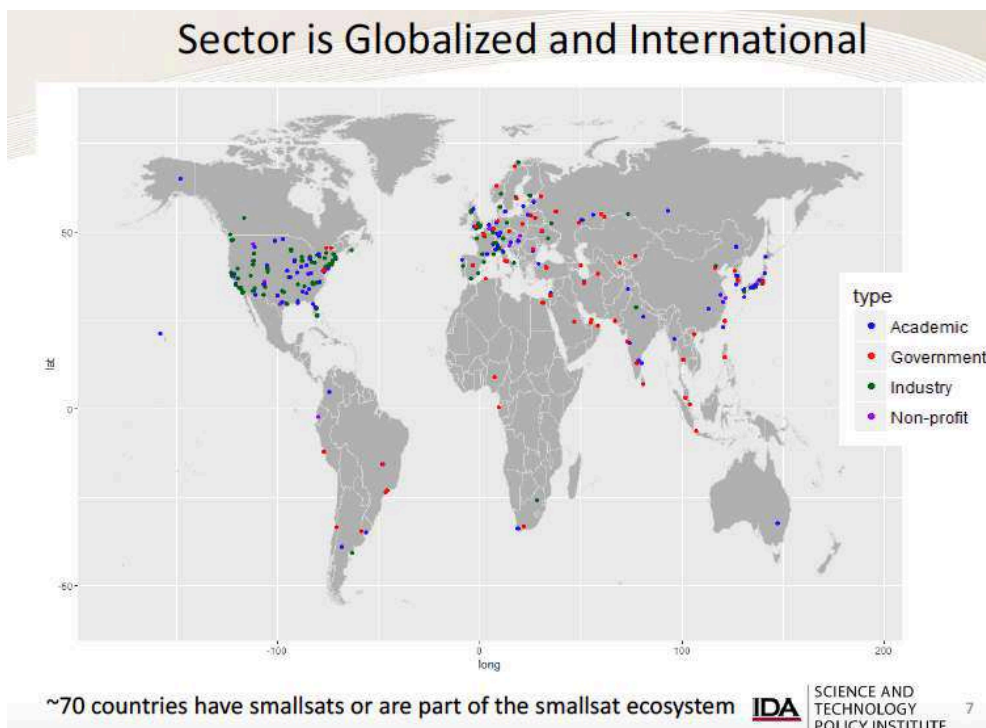 Sector is Globalized and International
50
0
-50
lat
-100
0
100
200
long
type
Academic
Government
Industry
Non-profit
~70 countries have smallsats or are part of the smallsat ecosystem
IDA
SCIENCE AND
TECHNOLOGY
POLICY INSTITUTE
7